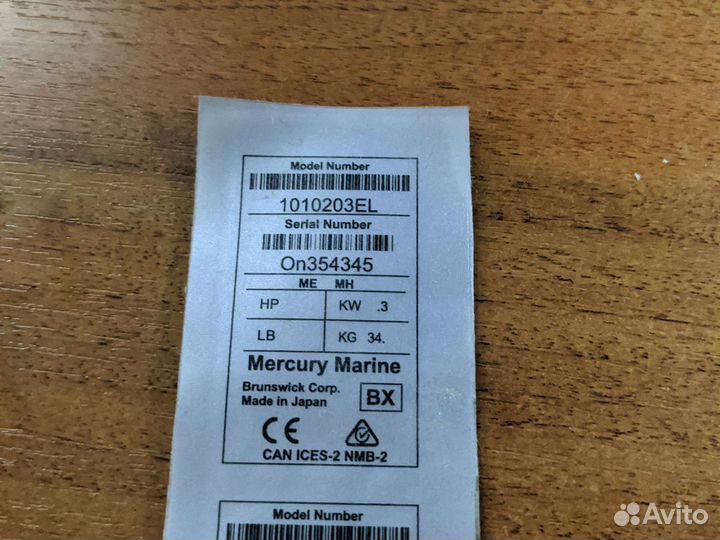 Model Number
1010203EL
Serial Number
On354345
ME MH
HP KW .3
LB KG 34.
Mercury Marine
Brunswick Corp.
Made in Japan BX
CE
CAN ICES-2 NMB-2
Model Number
Avito